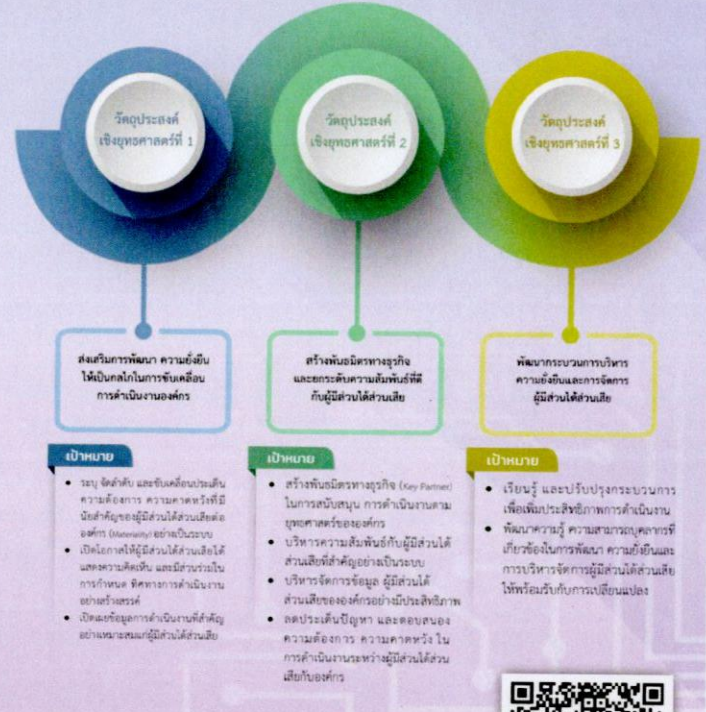 วัตถุประสงค์
เชิงยุทธศาสตร์ที่ 1
วัตถุประสงค์
เชิงยุทธศาสตร์ที่ 2
วัตถุประสงค์
เชิงยุทธศาสตร์ที่ 3
ส่งเสริมการพัฒนา ความยั่งยืน
ให้เป็นกลไกในการขับเคลื่อน
การดำเนินงานองค์กร
สร้างพันธมิตรทางธุรกิจ
และยกระดับความสัมพันธ์ที่ดี
กับผู้มีส่วนได้ส่วนเสีย
พัฒนากระบวนการบริหาร
ความยั่งยืนและการจัดการ
ผู้มีส่วนได้ส่วนเสีย
เป้าหมาย
• ระบุ จัดลำดับ และขับเคลื่อนประเด็น
ความต้องการ ความคาดหวังที่มี
นัยสำคัญของผู้มีส่วนได้ส่วนเสียต่อ
องค์กร (Materiality) อย่างเป็นระบบ
• เปิดโอกาสให้ผู้มีส่วนได้ส่วนเสียได้
แสดงความคิดเห็น และมีส่วนร่วมใน
การกำหนด ทิศทางการดำเนินงาน
อย่างสร้างสรรค์
• เปิดเผยข้อมูลการดำเนินงานที่สำคัญ
อย่างเหมาะสมแก่ผู้มีส่วนได้ส่วนเสีย
เป้าหมาย
• สร้างพันธมิตรทางธุรกิจ (Key Partner)
ในการสนับสนุน การดำเนินงานตาม
ยุทธศาสตร์ขององค์กร
• บริหารความสัมพันธ์กับผู้มีส่วนได้
ส่วนเสียที่สำคัญอย่างเป็นระบบ
• บริหารจัดการข้อมูล ผู้มีส่วนได้
ส่วนเสียขององค์กรอย่างมีประสิทธิภาพ
• ลดประเด็นปัญหา และตอบสนอง
ความต้องการ ความคาดหวัง ใน
การดำเนินงานระหว่างผู้มีส่วนได้ส่วน
เสียกับองค์กร
เป้าหมาย
• เรียนรู้ และปรับปรุงกระบวนการ
เพื่อเพิ่มประสิทธิภาพการดำเนินงาน
• พัฒนาความรู้ ความสามารถบุคลากรที่
เกี่ยวข้องในการพัฒนา ความยั่งยืนและ
การบริหารจัดการผู้มีส่วนได้ส่วนเสีย
ให้พร้อมรับกับการเปลี่ยนแปลง